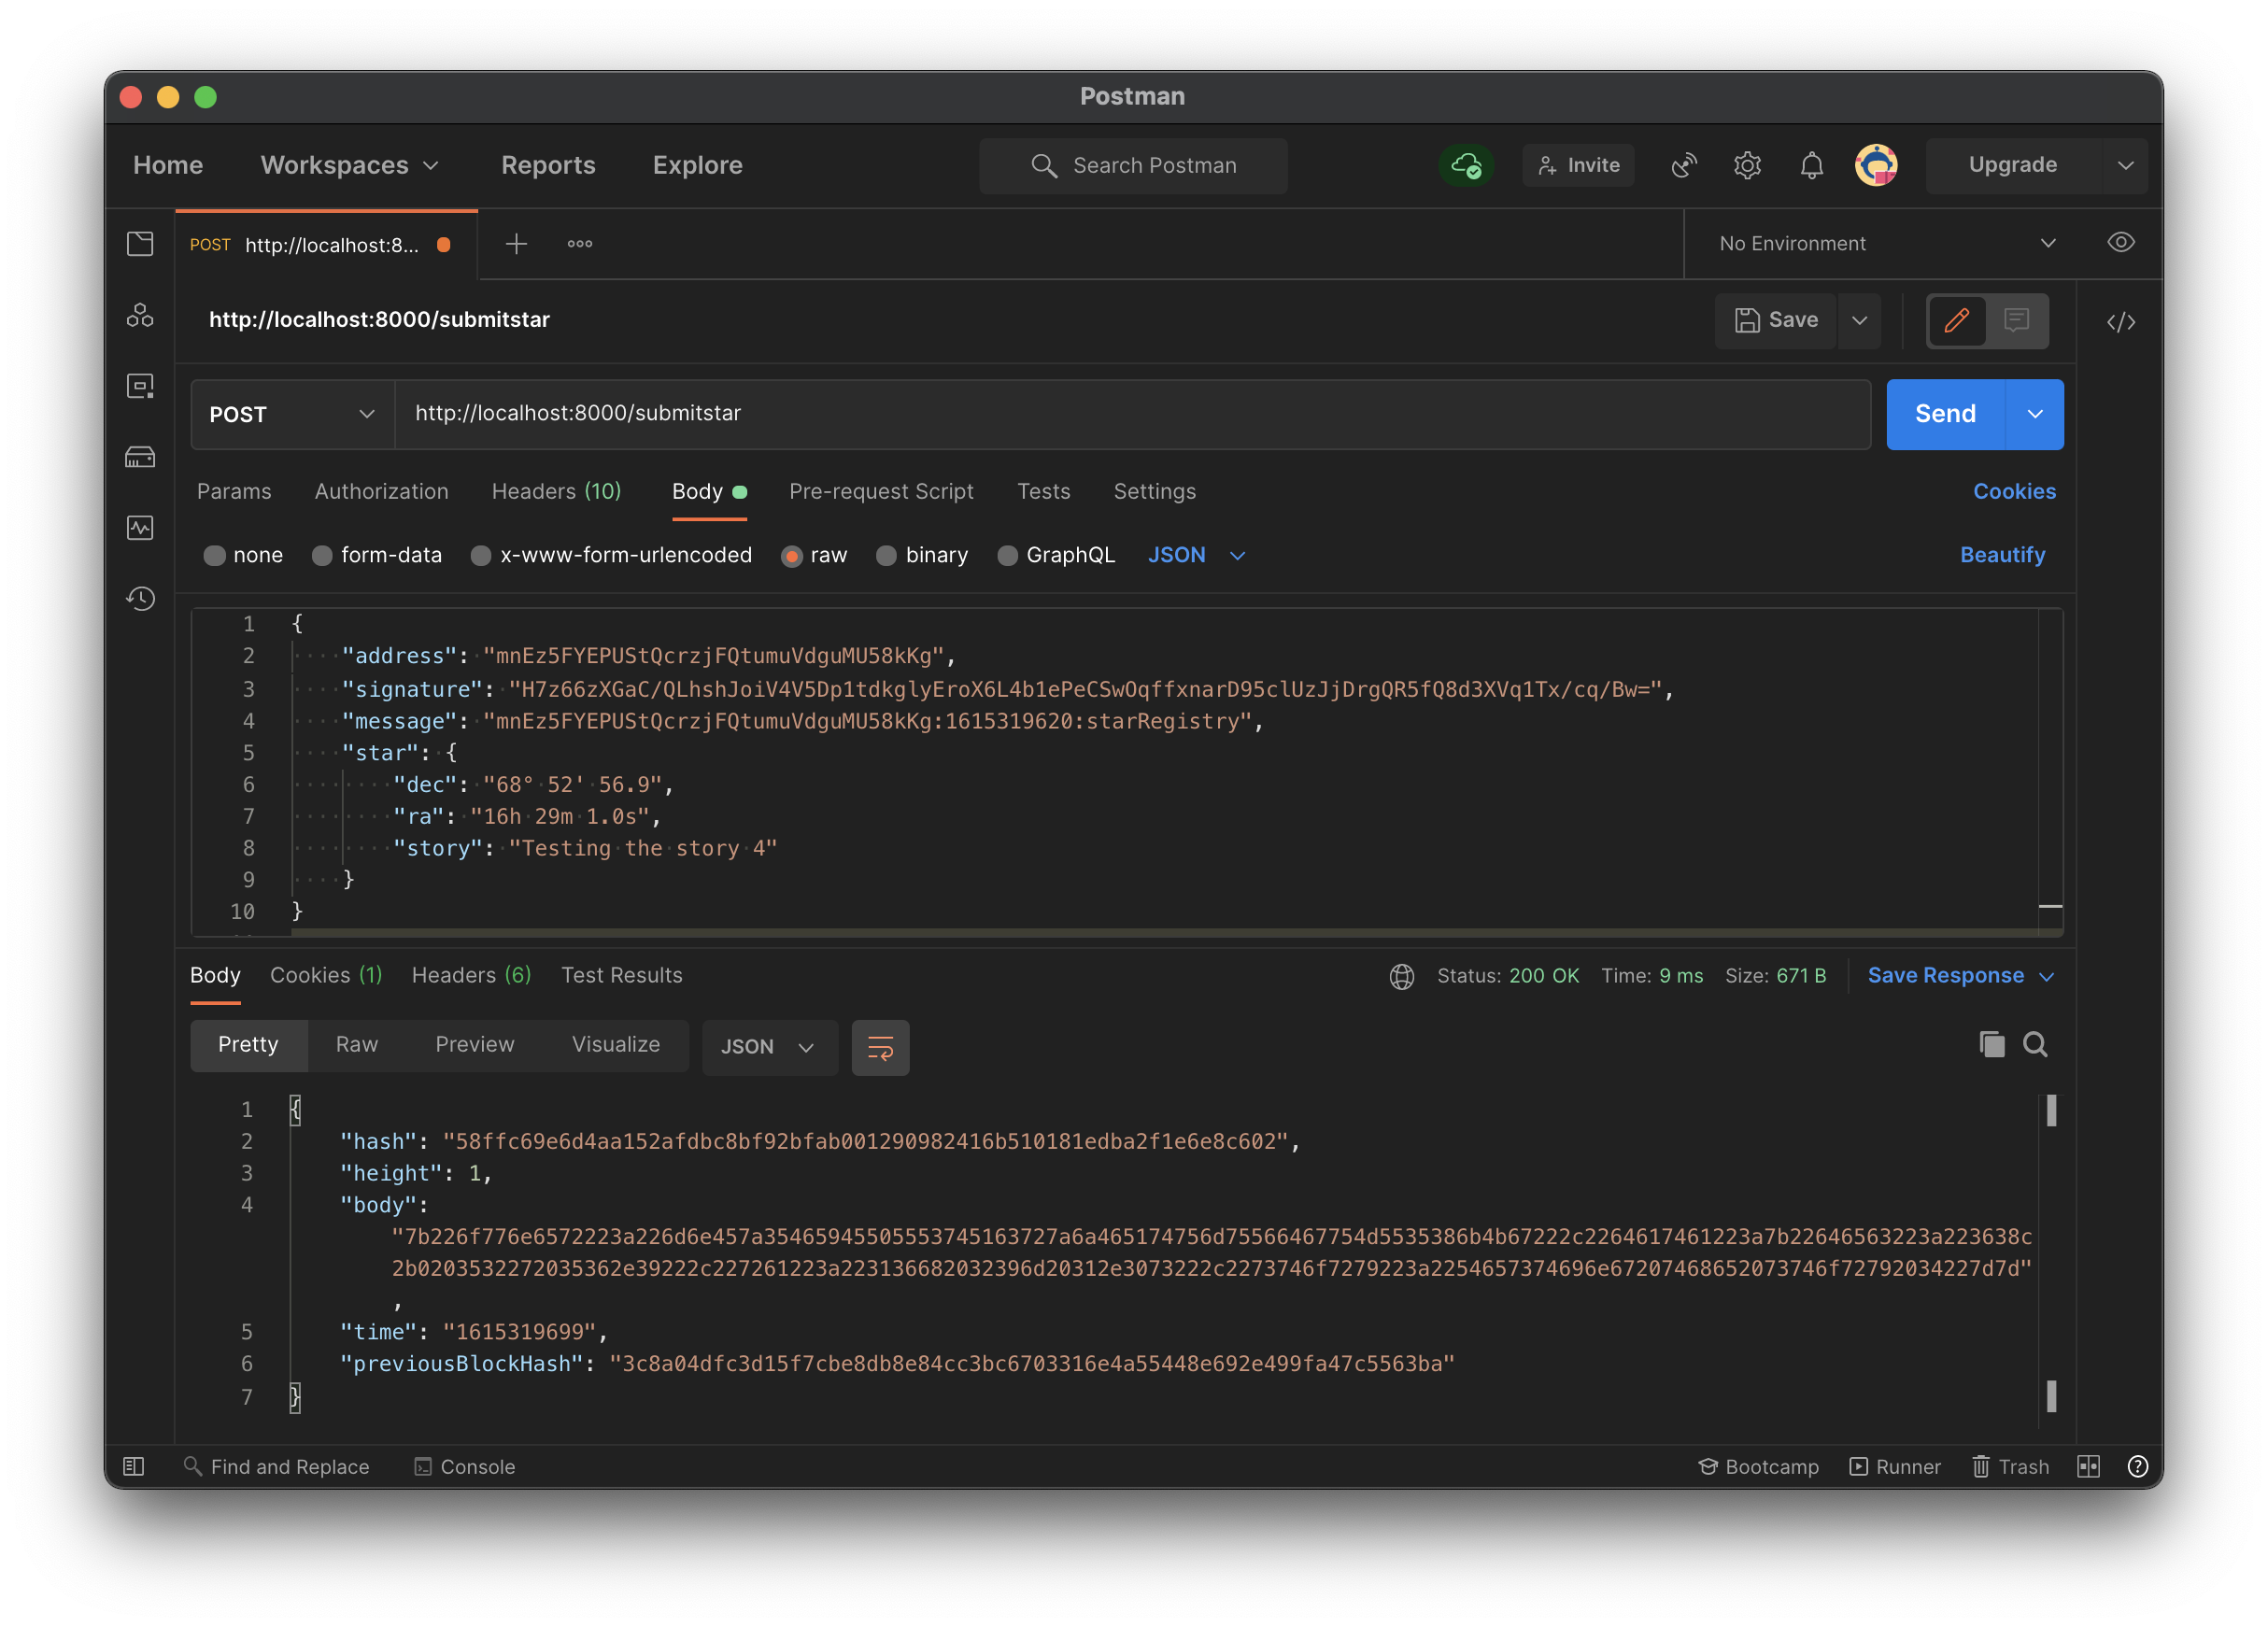 Postman
Home Workspaces Reports Explore Search Postman Invite Upgrade
POST http://localhost:8... No Environment
http://localhost:8000/submitstar Save
POST http://localhost:8000/submitstar Send
Params Authorization Headers (10) Body Pre-request Script Tests Settings Cookies
none form-data x-www-form-urlencoded raw binary GraphQL JSON Beautify
1 {
2 "address": "mnEz5FYEPUStQcrzjFQtumuVdguMU58kKg",
3 "signature": "H7z66zXGaC/QLhshJoiV4V5Dp1tdkglyEroX6L4b1ePeCSwOqffxnarD95clUzJjDrgQR5fQ8d3XVq1Tx/cq/Bw=",
4 "message": "mnEz5FYEPUStQcrzjFQtumuVdguMU58kKg:1615319620:starRegistry",
5 "star": {
6 "dec": "68° 52' 56.9",
7 "ra": "16h 29m 1.0s",
8 "story": "Testing the story 4"
9 }
10 }
Body Cookies (1) Headers (6) Test Results Status: 200 OK Time: 9 ms Size: 671 B Save Response
Pretty Raw Preview Visualize JSON
1 {
2 "hash": "58ffc69e6d4aa152afdbc8bf92bfab001290982416b510181edba2f1e6e8c602",
3 "height": 1,
4 "body":
"7b226f776e6572223a226d6e457a3546594550555374516372​7a6a465174756d75566467754d5535386b4b67222c2264617461223a7b22646563223a223638c
2b0203532272035362e39222c227261223a223136682032396d20312e3073222c2273746f7279223a2254657374696e67207468652073746f72792034227d7d"
,
5 "time": "1615319699",
6 "previousBlockHash": "3c8a04dfc3d15f7cbe8db8e84cc3bc6703316e4a55448e692e499fa47c5563ba"
7 }
Find and Replace Console Bootcamp Runner Trash